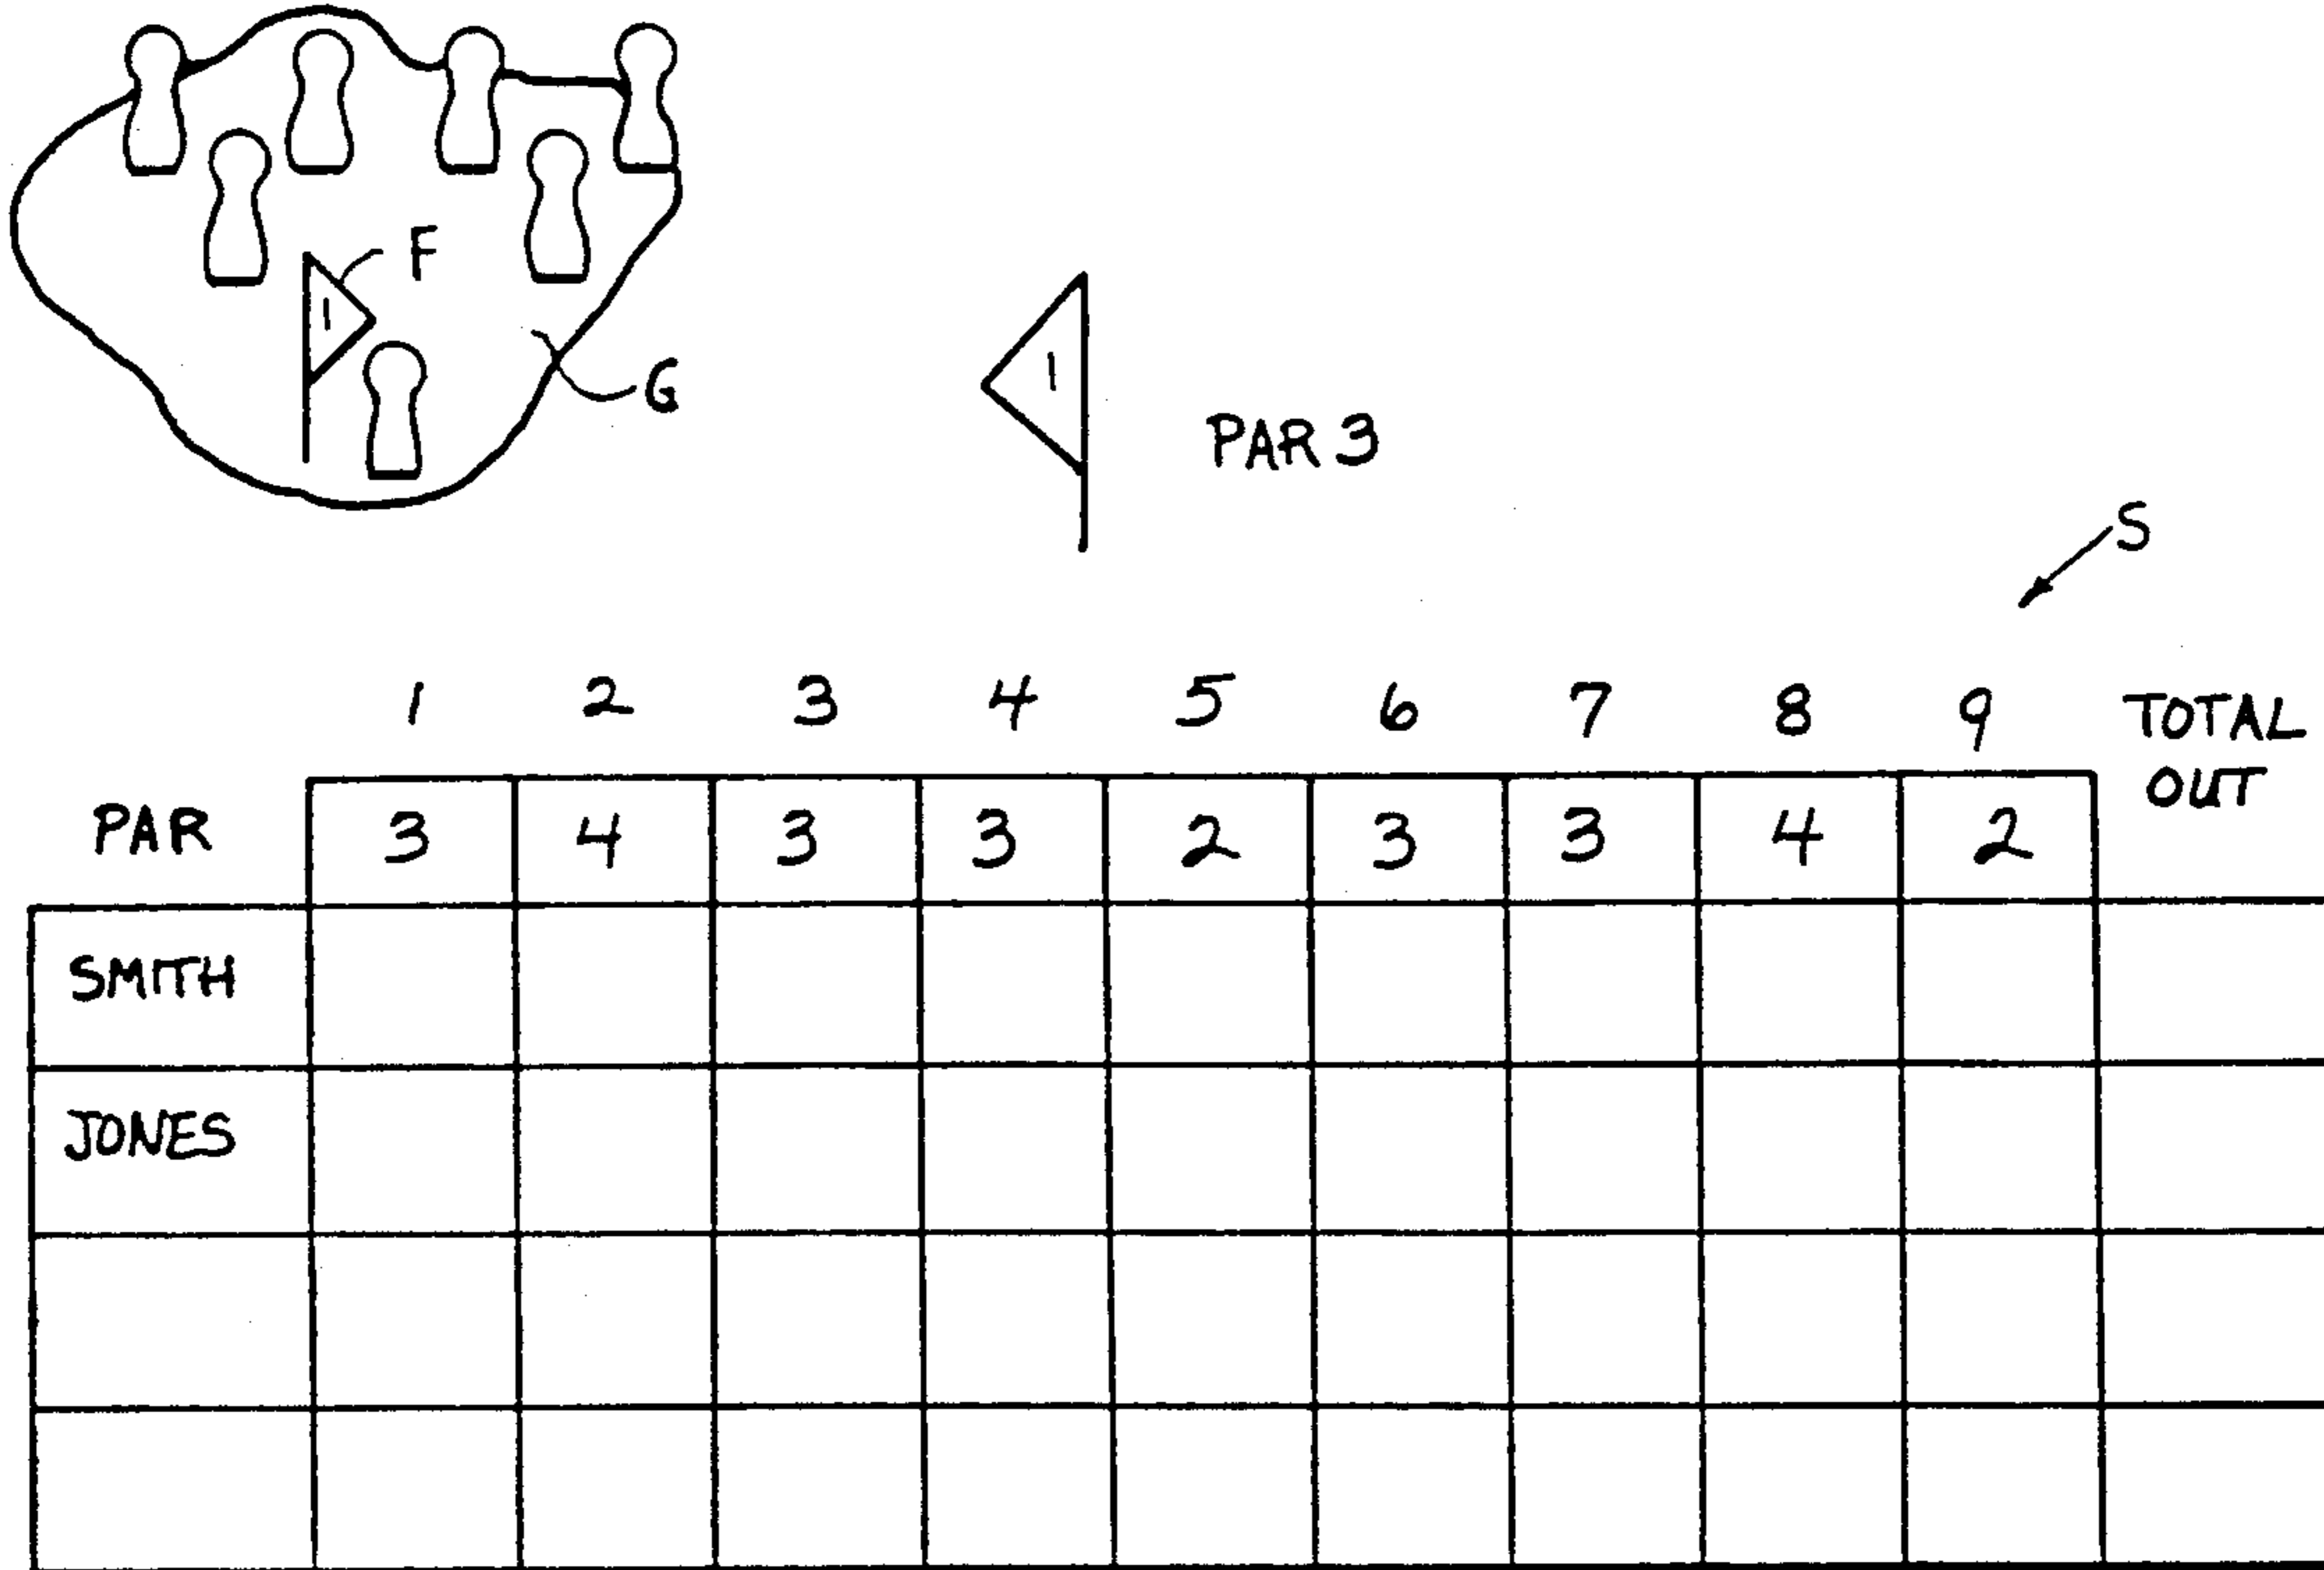 F
1
G
1
PAR 3
S
1 2 3 4 5 6 7 8 9 TOTAL OUT
PAR 3 4 3 3 2 3 3 4 2
SMITH
JONES